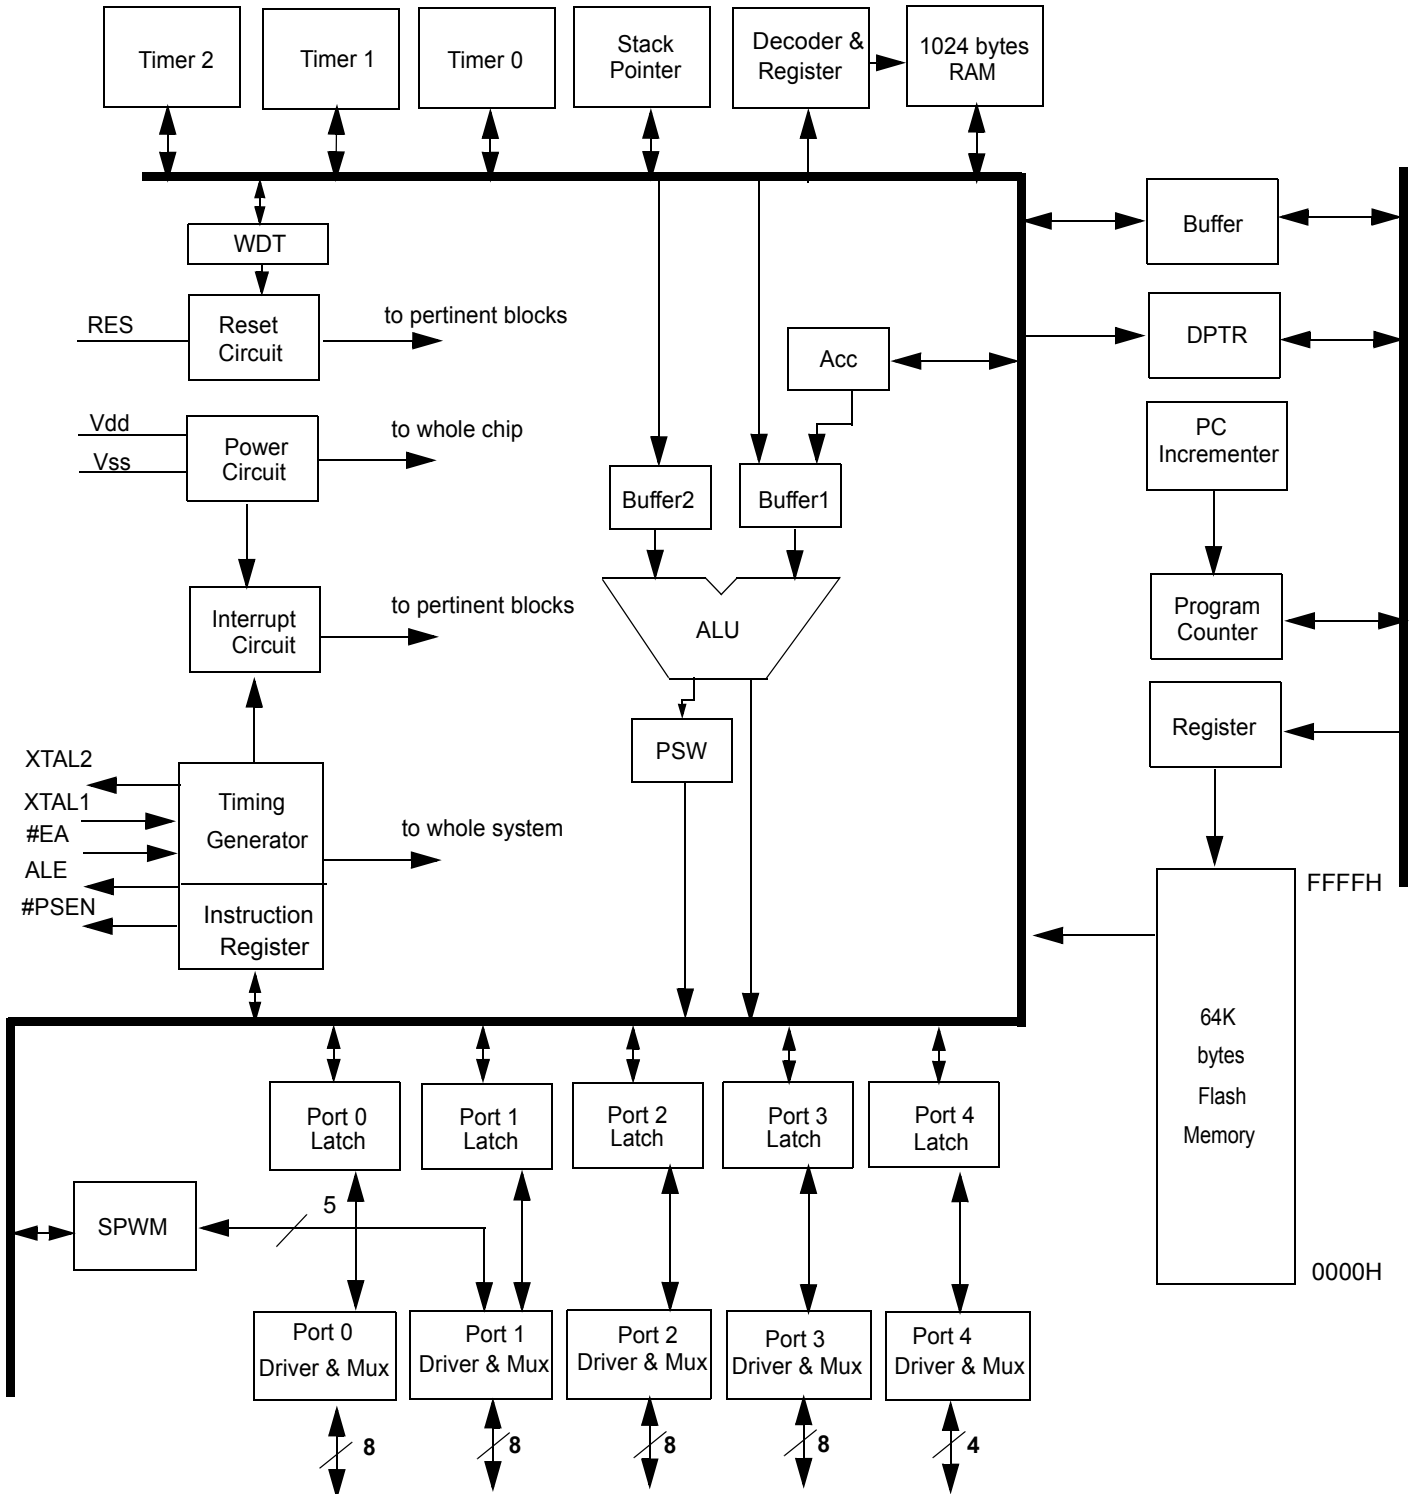 Timer 2
Timer 1
Timer 0
Stack
Pointer
Decoder &
Register
1024 bytes
RAM
WDT
Buffer
RES
Reset
Circuit
to pertinent blocks
Acc
DPTR
Vdd
Vss
Power
Circuit
to whole chip
PC
Incrementer
Buffer2
Buffer1
Interrupt
Circuit
to pertinent blocks
ALU
Program
Counter
PSW
Register
XTAL2
XTAL1
#EA
ALE
#PSEN
Timing
Generator
to whole system
Instruction
Register
FFFFH
64K
bytes
Flash
Memory
0000H
Port 0
Latch
Port 1
Latch
Port 2
Latch
Port 3
Latch
Port 4
Latch
SPWM
5
Port 0
Driver & Mux
Port 1
Driver & Mux
Port 2
Driver & Mux
Port 3
Driver & Mux
Port 4
Driver & Mux
8
8
8
8
4